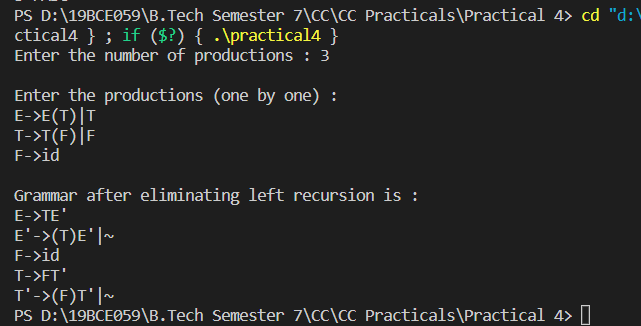 PS D:\19BCE059\B.Tech Semester 7\CC\CC Practicals\Practical 4> cd "d:\
ctical4 } ; if ($?) { .\practical4 }
Enter the number of productions : 3
Enter the productions (one by one) :
E->E(T)|T
T->T(F)|F
F->id
Grammar after eliminating left recursion is :
E->TE'
E'->(T)E'|~
F->id
T->FT'
T'->(F)T'|~
PS D:\19BCE059\B.Tech Semester 7\CC\CC Practicals\Practical 4>